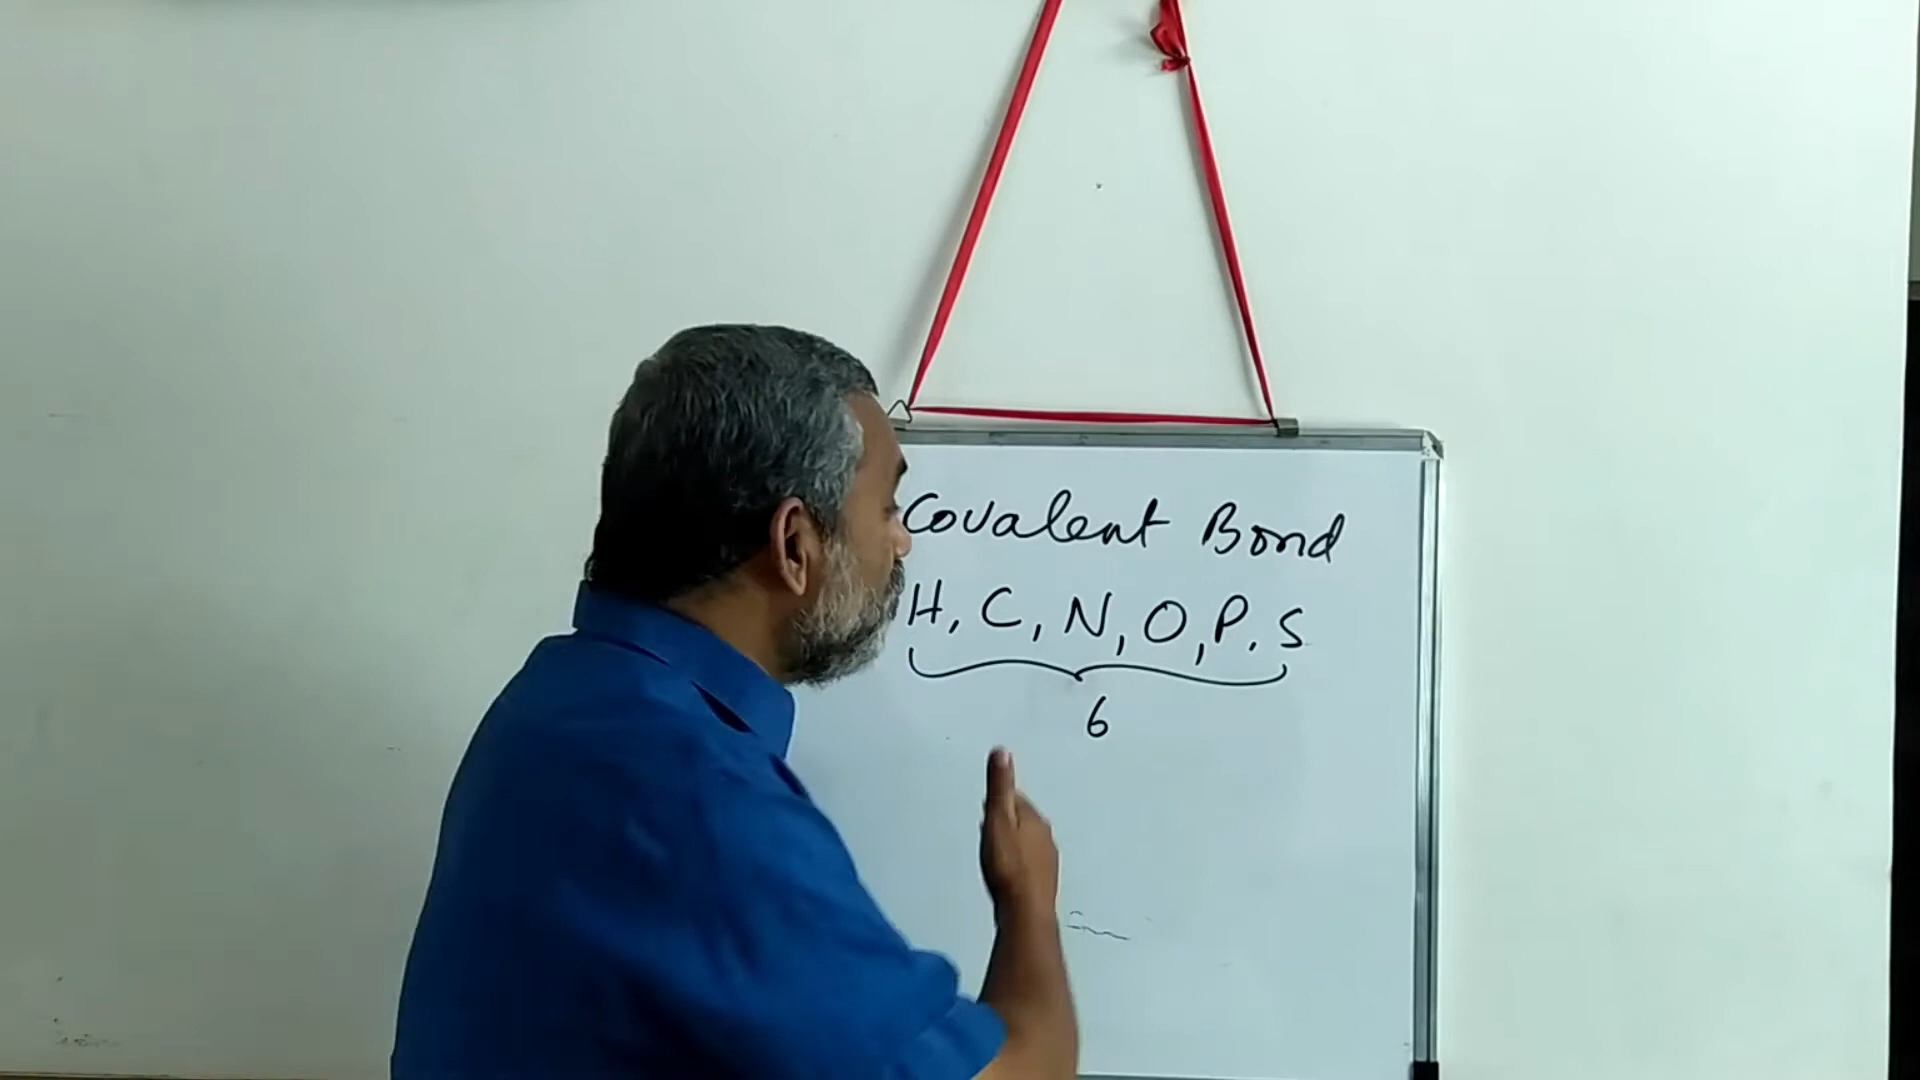 Covalent Bond
H, C, N, O, P, S
6